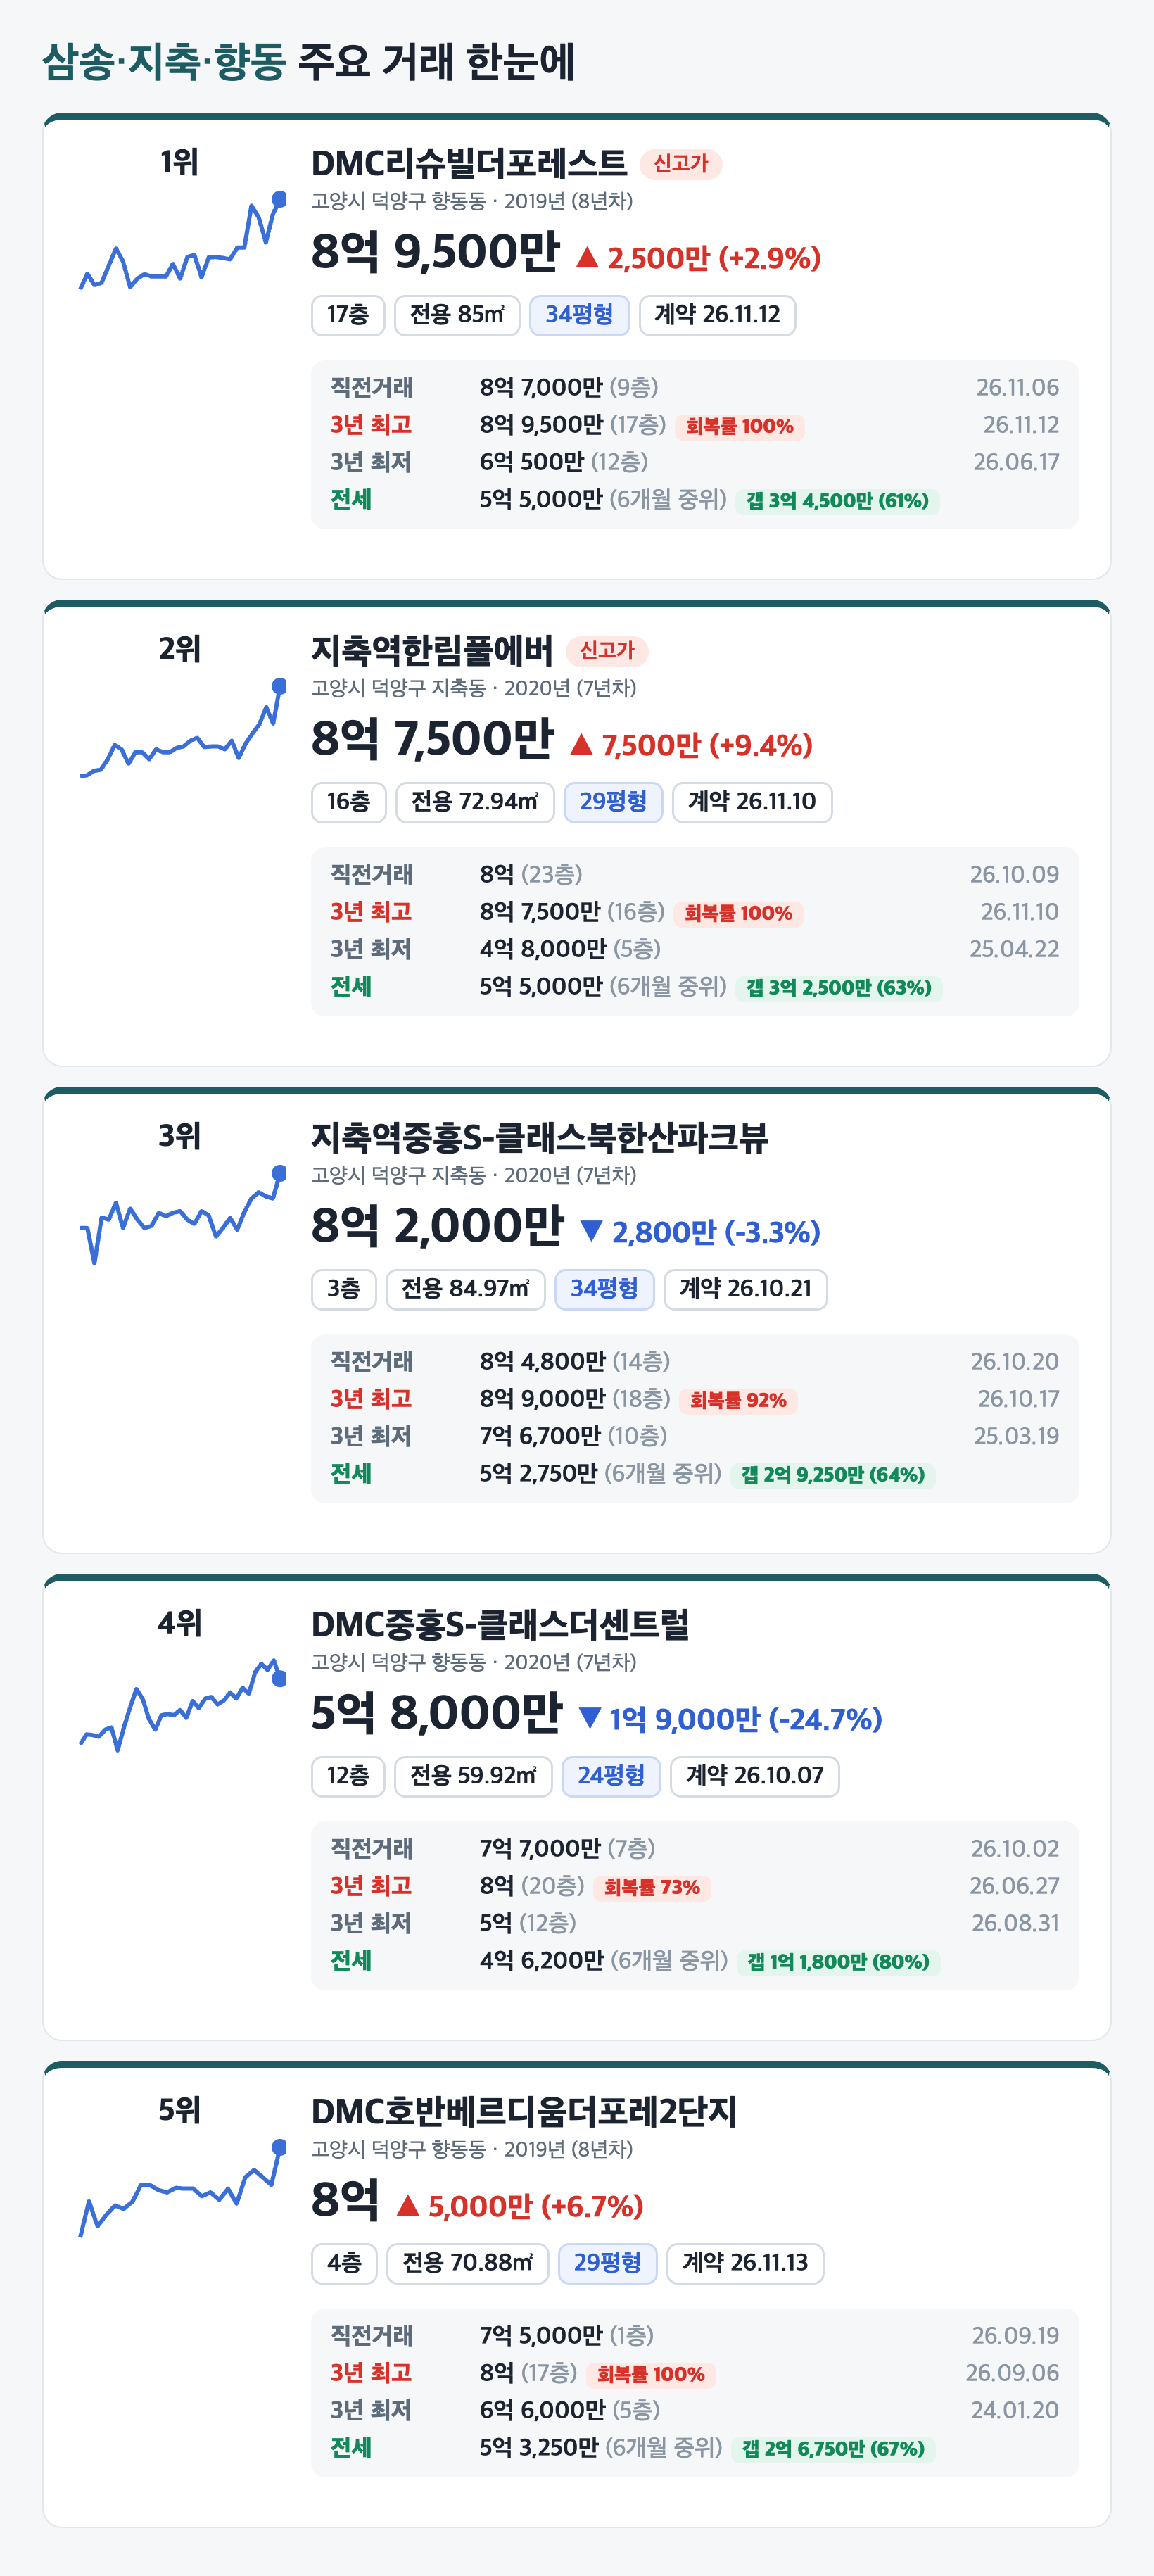 삼송·지축·향동 주요 거래 한눈에
1위
DMC리슈빌더포레스트 신고가
고양시 덕양구 향동동 · 2019년 (8년차)
8억 9,500만 ▲ 2,500만 (+2.9%)
17층 전용 85㎡ 34평형 계약 26.11.12
직전거래 8억 7,000만 (9층) 26.11.06
3년 최고 8억 9,500만 (17층) 회복률 100% 26.11.12
3년 최저 6억 500만 (12층) 26.06.17
전세 5억 5,000만 (6개월 중위) 갭 3억 4,500만 (61%)
2위
지축역한림풀에버 신고가
고양시 덕양구 지축동 · 2020년 (7년차)
8억 7,500만 ▲ 7,500만 (+9.4%)
16층 전용 72.94㎡ 29평형 계약 26.11.10
직전거래 8억 (23층) 26.10.09
3년 최고 8억 7,500만 (16층) 회복률 100% 26.11.10
3년 최저 4억 8,000만 (5층) 25.04.22
전세 5억 5,000만 (6개월 중위) 갭 3억 2,500만 (63%)
3위
지축역중흥S-클래스북한산파크뷰
고양시 덕양구 지축동 · 2020년 (7년차)
8억 2,000만 ▼ 2,800만 (-3.3%)
3층 전용 84.97㎡ 34평형 계약 26.10.21
직전거래 8억 4,800만 (14층) 26.10.20
3년 최고 8억 9,000만 (18층) 회복률 92% 26.10.17
3년 최저 7억 6,700만 (10층) 25.03.19
전세 5억 2,750만 (6개월 중위) 갭 2억 9,250만 (64%)
4위
DMC중흥S-클래스더센트럴
고양시 덕양구 향동동 · 2020년 (7년차)
5억 8,000만 ▼ 1억 9,000만 (-24.7%)
12층 전용 59.92㎡ 24평형 계약 26.10.07
직전거래 7억 7,000만 (7층) 26.10.02
3년 최고 8억 (20층) 회복률 73% 26.06.27
3년 최저 5억 (12층) 26.08.31
전세 4억 6,200만 (6개월 중위) 갭 1억 1,800만 (80%)
5위
DMC호반베르디움더포레2단지
고양시 덕양구 향동동 · 2019년 (8년차)
8억 ▲ 5,000만 (+6.7%)
4층 전용 70.88㎡ 29평형 계약 26.11.13
직전거래 7억 5,000만 (1층) 26.09.19
3년 최고 8억 (17층) 회복률 100% 26.09.06
3년 최저 6억 6,000만 (5층) 24.01.20
전세 5억 3,250만 (6개월 중위) 갭 2억 6,750만 (67%)